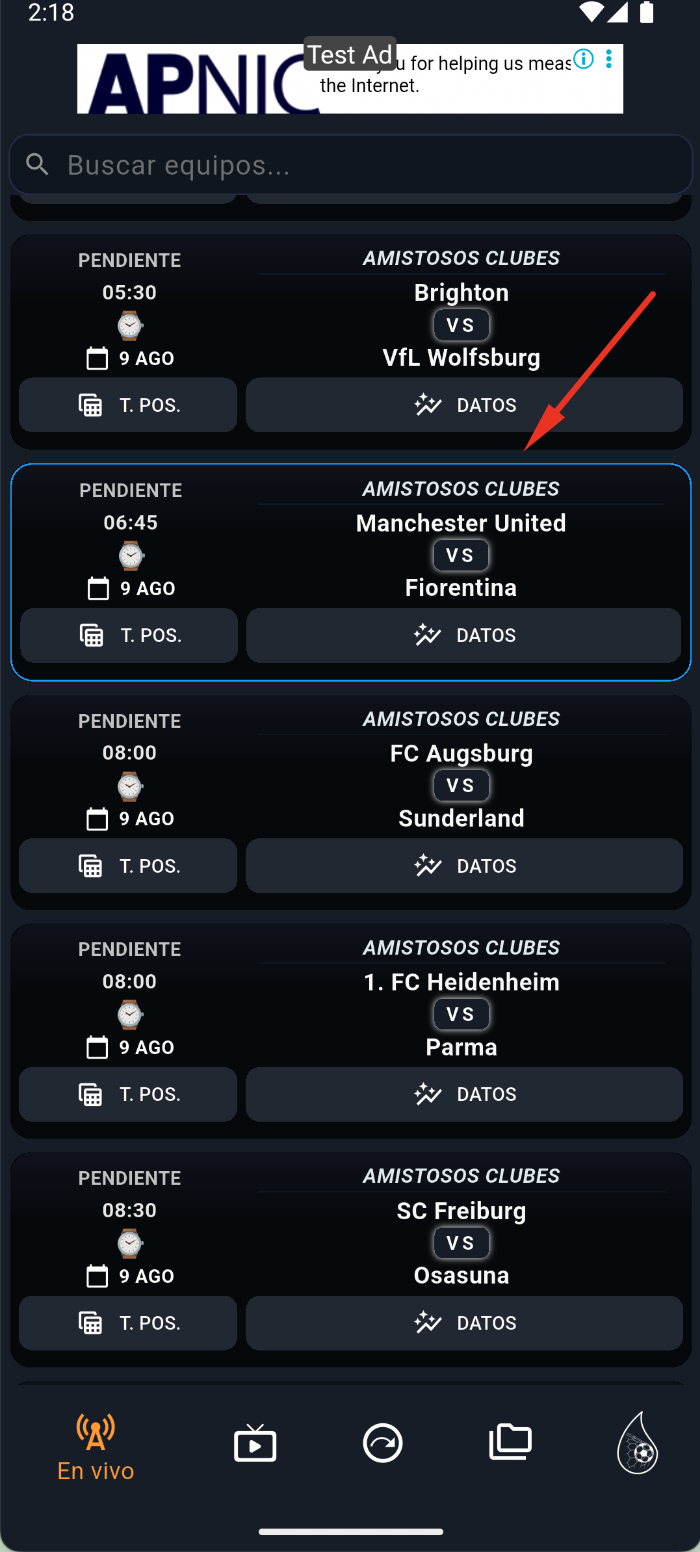 2:18
Test Ad
APNIC
you for helping us meas
the Internet.
Buscar equipos...
PENDIENTE
AMISTOSOS CLUBES
05:30
Brighton
VS
9 AGO
VfL Wolfsburg
T. POS.
DATOS
PENDIENTE
AMISTOSOS CLUBES
06:45
Manchester United
VS
9 AGO
Fiorentina
T. POS.
DATOS
PENDIENTE
AMISTOSOS CLUBES
08:00
FC Augsburg
VS
9 AGO
Sunderland
T. POS.
DATOS
PENDIENTE
AMISTOSOS CLUBES
08:00
1. FC Heidenheim
VS
9 AGO
Parma
T. POS.
DATOS
PENDIENTE
AMISTOSOS CLUBES
08:30
SC Freiburg
VS
9 AGO
Osasuna
T. POS.
DATOS
En vivo